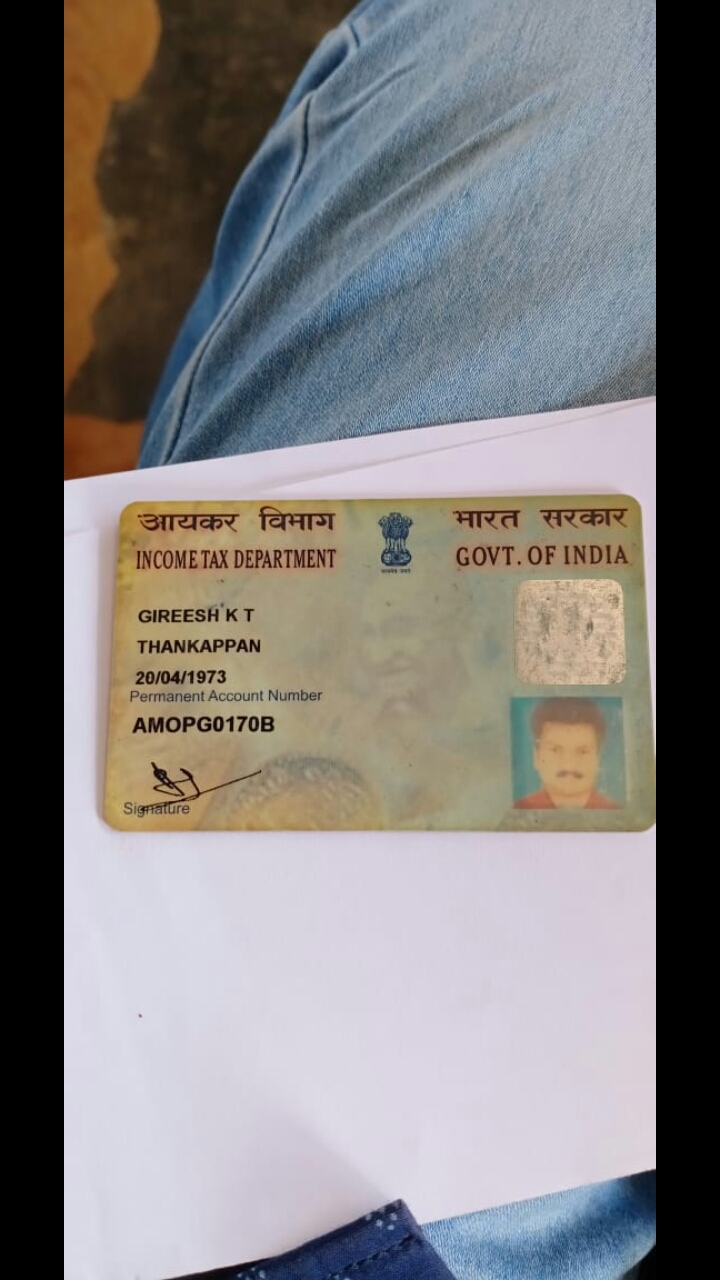 आयकर विभाग
INCOME TAX DEPARTMENT
भारत सरकार
GOVT. OF INDIA
GIREESH K T
THANKAPPAN
20/04/1973
Permanent Account Number
AMOPG0170B
Signature